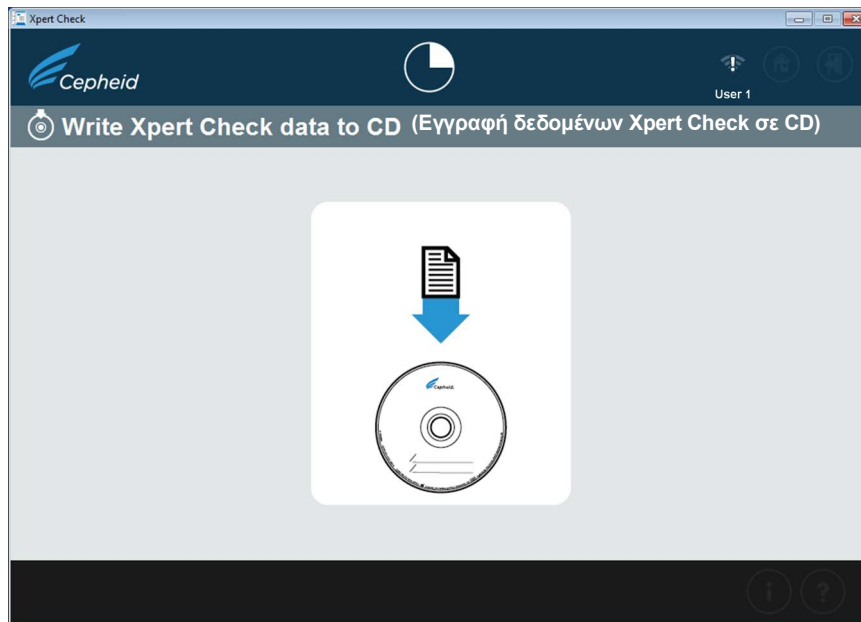 Xpert Check
Cepheid
User 1
Write Xpert Check data to CD (Εγγραφή δεδομένων Xpert Check σε CD)
Cepheid.
i ?